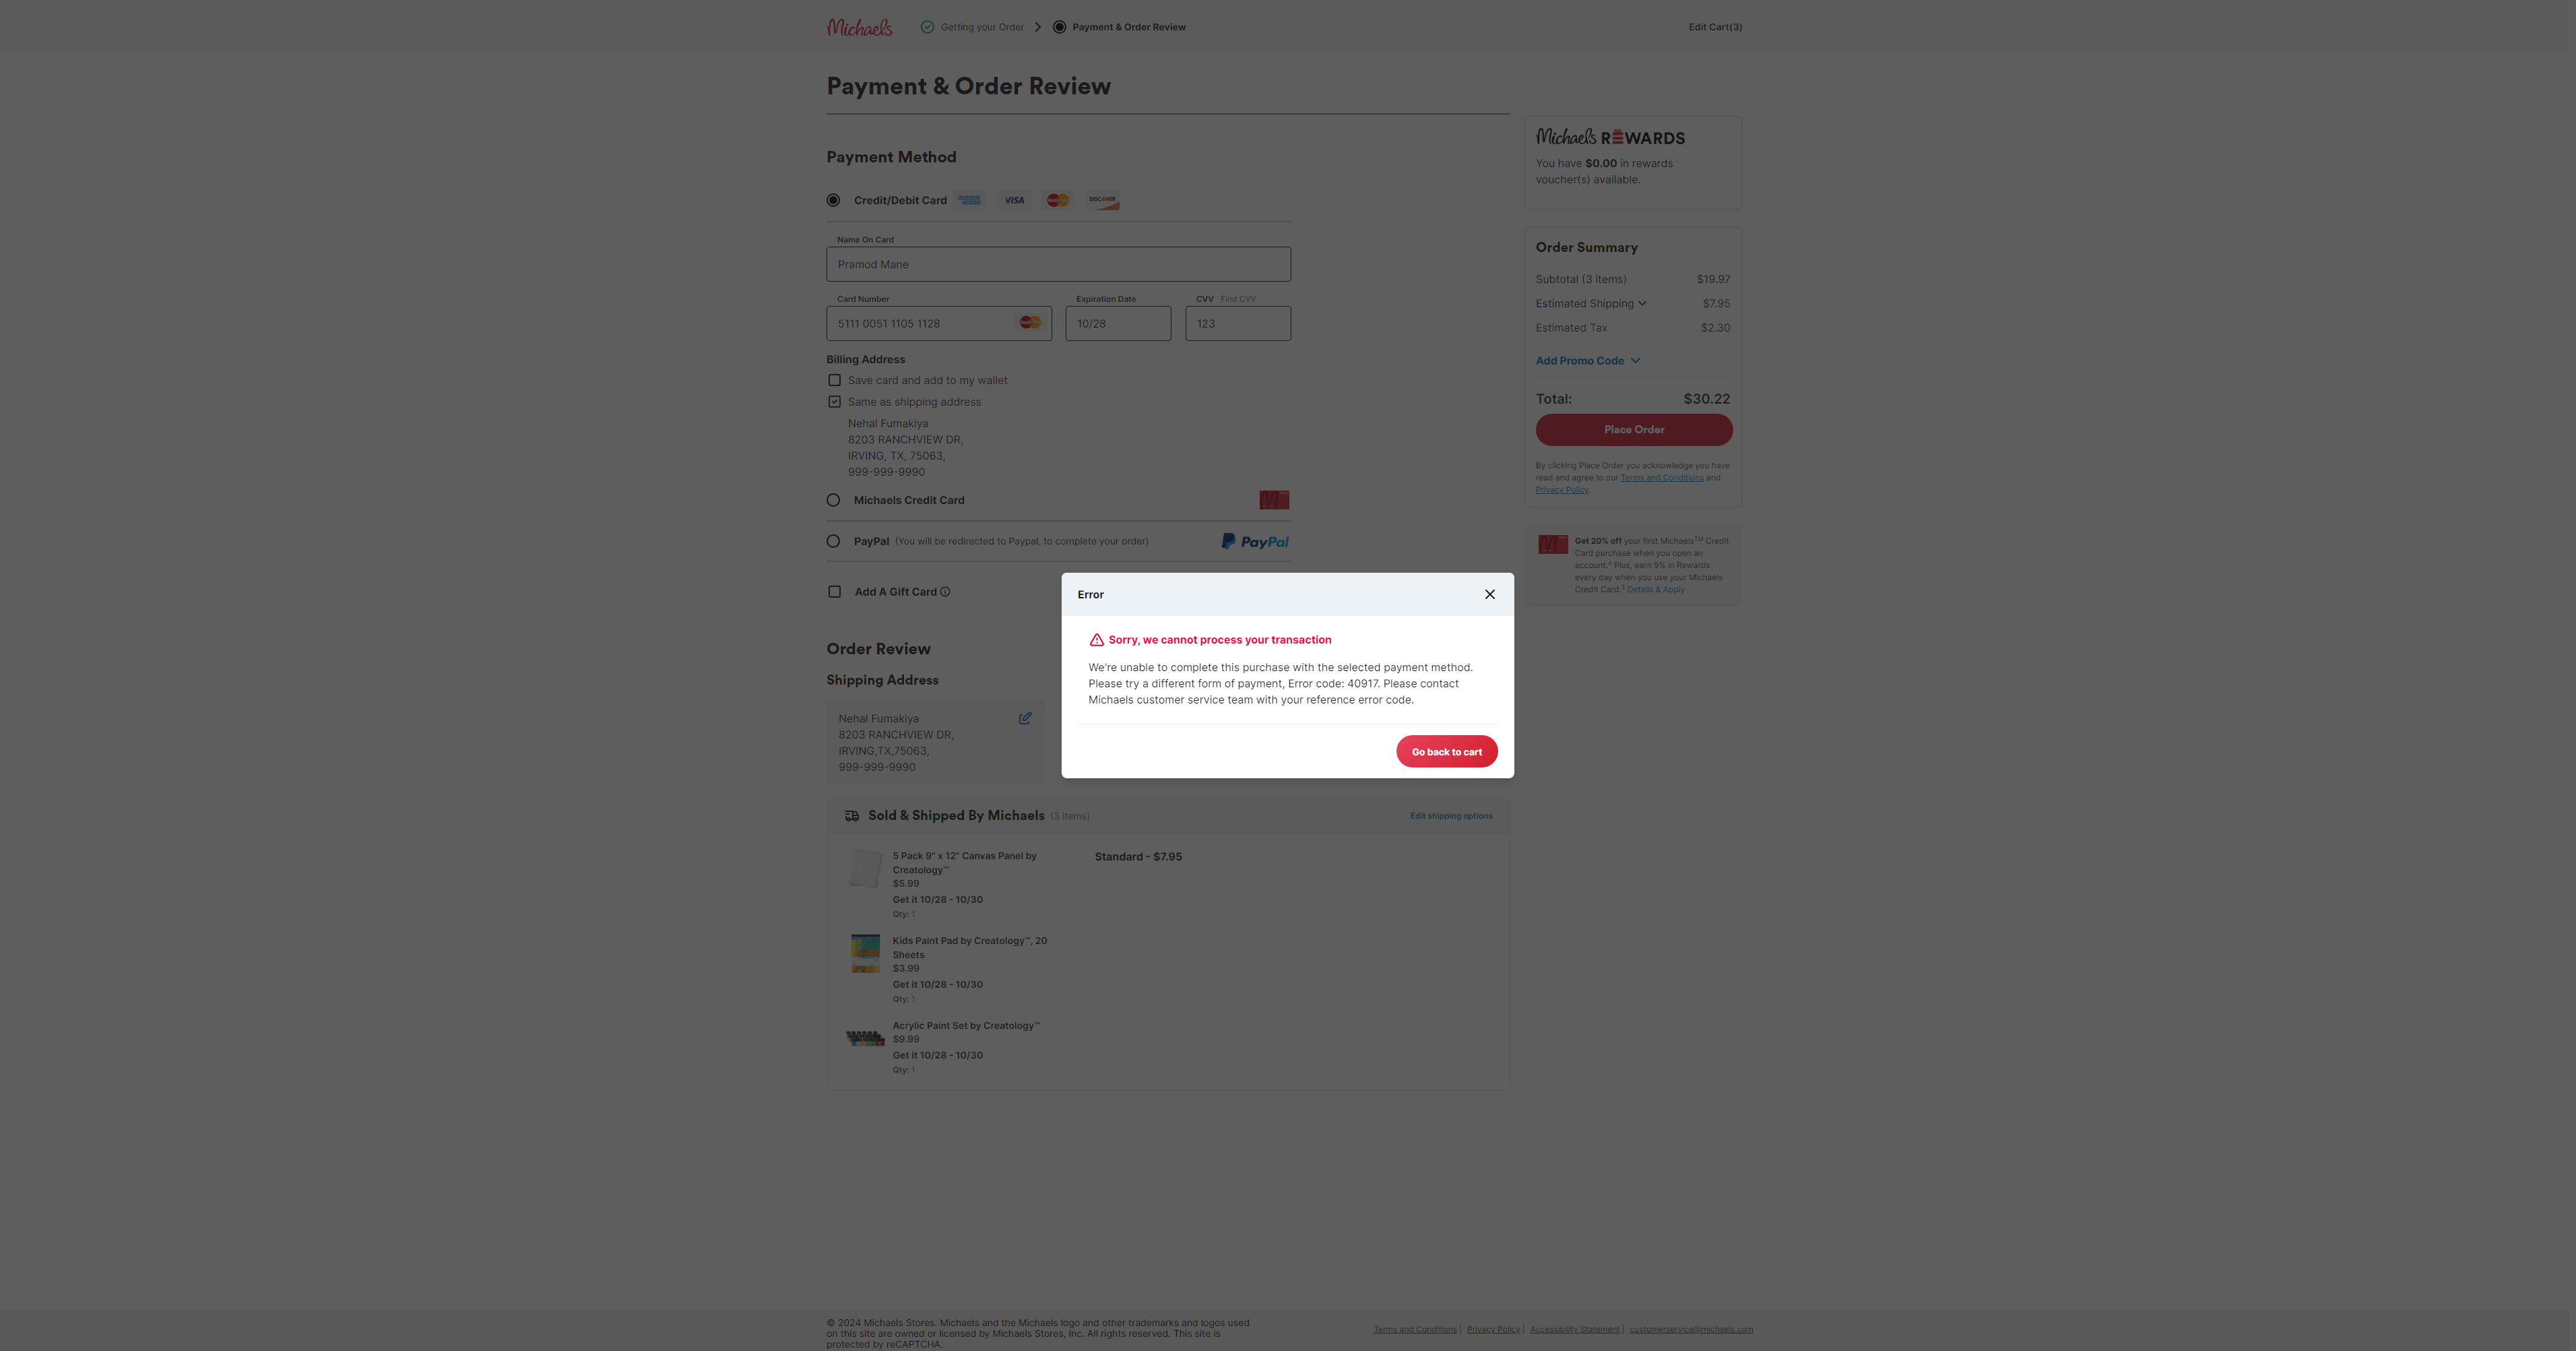 Michaels
Getting your Order
Payment & Order Review
Edit Cart(3)
Payment & Order Review
Payment Method
Credit/Debit Card
VISA
DISCOVER
Name On Card
Pramod Mane
Card Number
Expiration Date
CVV Find CVV
5111 0051 1105 1128
10/28
123
Billing Address
Save card and add to my wallet
Same as shipping address
Nehal Fumakiya
8203 RANCHVIEW DR,
IRVING, TX, 75063,
999-999-9990
Michaels Credit Card
PayPal (You will be redirected to Paypal, to complete your order)
PayPal
Add A Gift Card
Michaels REWARDS
You have $0.00 in rewards
voucher(s) available.
Order Summary
Subtotal (3 items) $19.97
Estimated Shipping $7.95
Estimated Tax $2.30
Add Promo Code
Total: $30.22
Place Order
By clicking Place Order you acknowledge you have
read and agree to our Terms and Conditions and
Privacy Policy.
Get 20% off your first Michaels™ Credit
Card purchase when you open an
account.² Plus, earn 9% in Rewards
every day when you use your Michaels
Credit Card.³ Details & Apply
Error
Sorry, we cannot process your transaction
We're unable to complete this purchase with the selected payment method.
Please try a different form of payment, Error code: 40917. Please contact
Michaels customer service team with your reference error code.
Go back to cart
Order Review
Shipping Address
Nehal Fumakiya
8203 RANCHVIEW DR,
IRVING,TX,75063,
999-999-9990
Sold & Shipped By Michaels (3 items)
Edit shipping options
5 Pack 9" x 12" Canvas Panel by
Creatology™
$5.99
Get it 10/28 - 10/30
Qty: 1
Standard - $7.95
Kids Paint Pad by Creatology™, 20
Sheets
$3.99
Get it 10/28 - 10/30
Qty: 1
Acrylic Paint Set by Creatology™
$9.99
Get it 10/28 - 10/30
Qty: 1
© 2024 Michaels Stores. Michaels and the Michaels logo and other trademarks and logos used
on this site are owned or licensed by Michaels Stores, Inc. All rights reserved. This site is
protected by reCAPTCHA.
Terms and Conditions | Privacy Policy | Accessibility Statement | customerservice@michaels.com